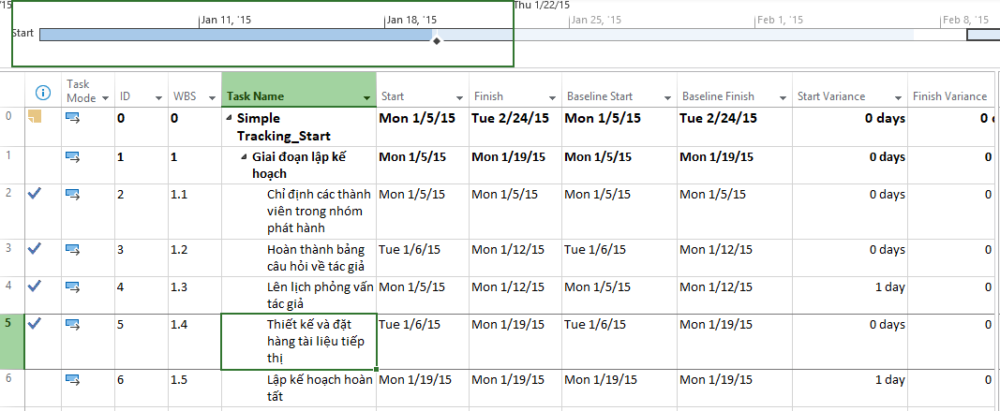 /15 Thu 1/22/15
Jan 11, '15 Jan 18, '15 Jan 25, '15 Feb 1, '15 Feb 8, '15
Start
Task Mode ID WBS Task Name Start Finish Baseline Start Baseline Finish Start Variance Finish Variance
0 0 0 Simple Mon 1/5/15 Tue 2/24/15 Mon 1/5/15 Tue 2/24/15 0 days 0 d
Tracking_Start
1 1 1 Giai đoạn lập kế Mon 1/5/15 Mon 1/19/15 Mon 1/5/15 Mon 1/19/15 0 days 0
hoạch
2 2 1.1 Chỉ định các thành Mon 1/5/15 Mon 1/5/15 Mon 1/5/15 Mon 1/5/15 0 days 0
viên trong nhóm
phát hành
3 3 1.2 Hoàn thành bảng Tue 1/6/15 Mon 1/12/15 Tue 1/6/15 Mon 1/12/15 0 days 0
câu hỏi về tác giả
4 4 1.3 Lên lịch phỏng vấn Mon 1/5/15 Mon 1/12/15 Mon 1/5/15 Mon 1/12/15 1 day 0
tác giả
5 5 1.4 Thiết kế và đặt Tue 1/6/15 Mon 1/19/15 Tue 1/6/15 Mon 1/19/15 0 days 0
hàng tài liệu tiếp
thị
6 6 1.5 Lập kế hoạch hoàn Mon 1/19/15 Mon 1/19/15 Mon 1/19/15 Mon 1/19/15 1 day 0
tất